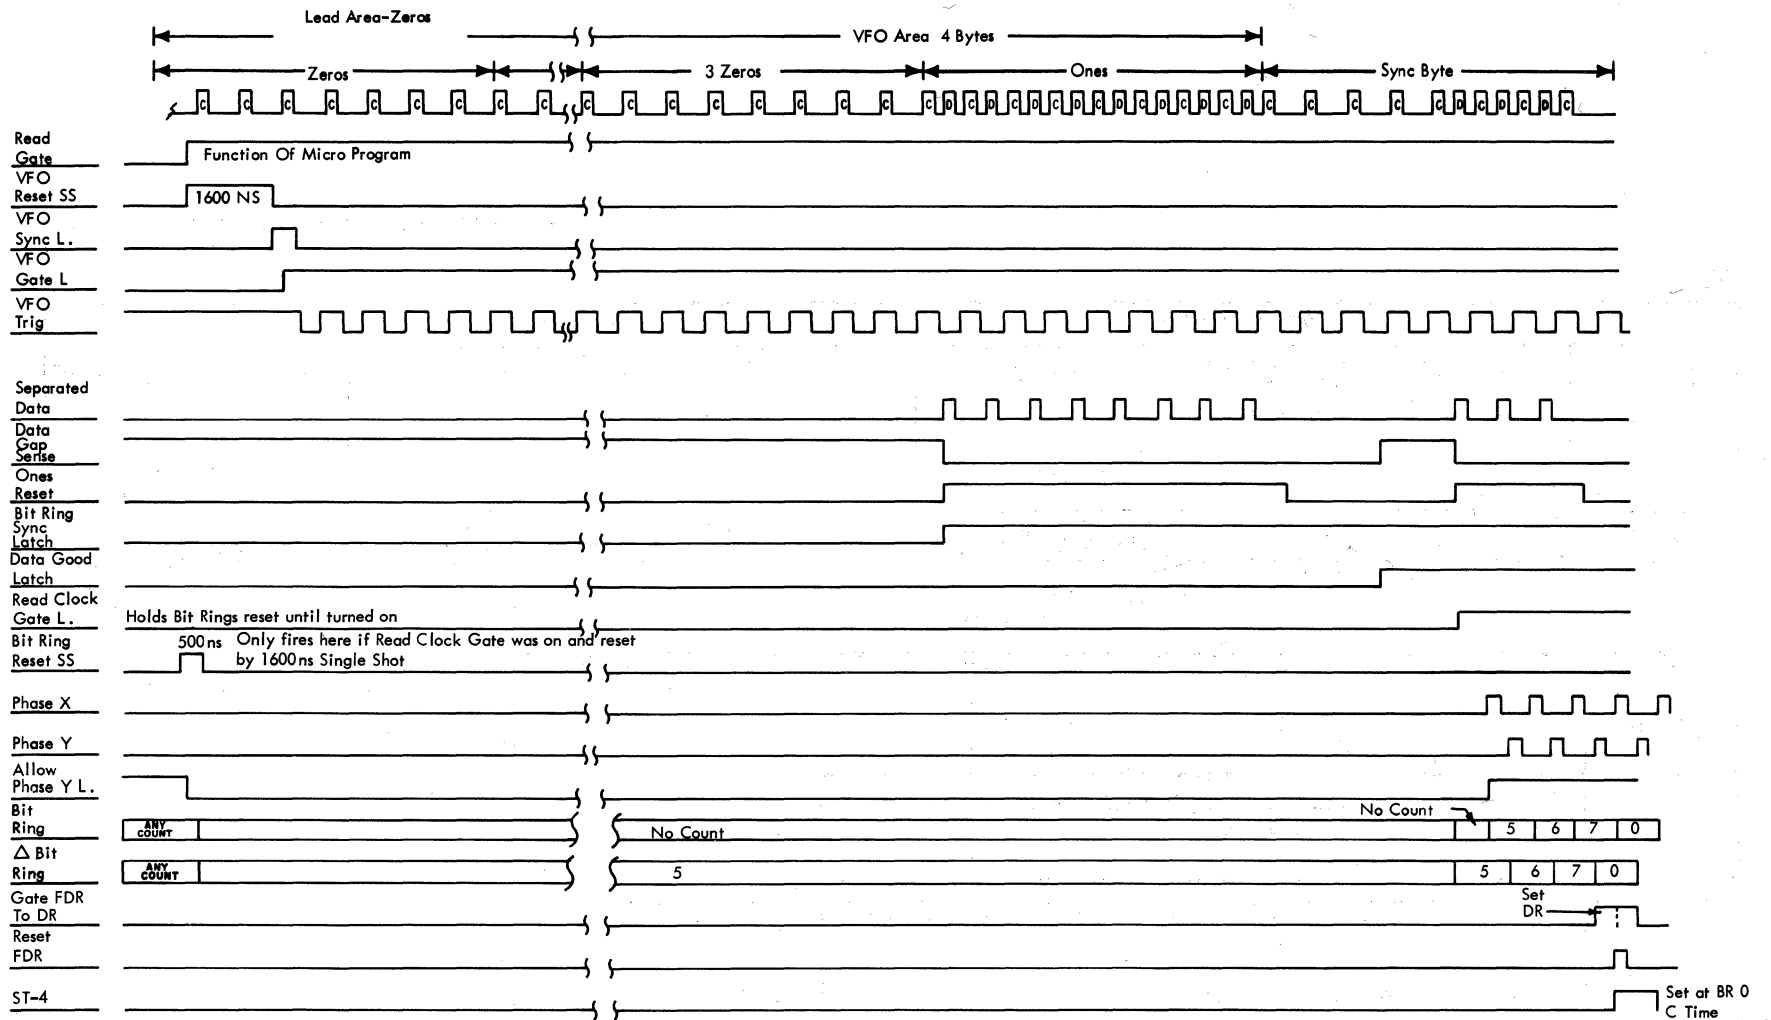 Lead Area-Zeros
VFO Area 4 Bytes
Zeros
3 Zeros
Ones
Sync Byte
C C C C C C C C C C C C C C C C C C D C D C D C D C D C D C D C D C C C C C D C D C D C
Read
Gate
Function Of Micro Program
VFO
Reset SS
1600 NS
VFO
Sync L.
VFO
Gate L
VFO
Trig
Separated
Data
Data
Gap
Sense
Ones
Reset
Bit Ring
Sync
Latch
Data Good
Latch
Read Clock
Gate L.
Holds Bit Rings reset until turned on
Bit Ring
Reset SS
500 ns
Only fires here if Read Clock Gate was on and reset
by 1600 ns Single Shot
Phase X
Phase Y
Allow
Phase Y L.
Bit
Ring
ANY
COUNT
No Count
No Count
5 6 7 0
Δ Bit
Ring
ANY
COUNT
5
5 6 7 0
Gate FDR
To DR
Set
DR
Reset
FDR
ST-4
Set at BR 0
C Time